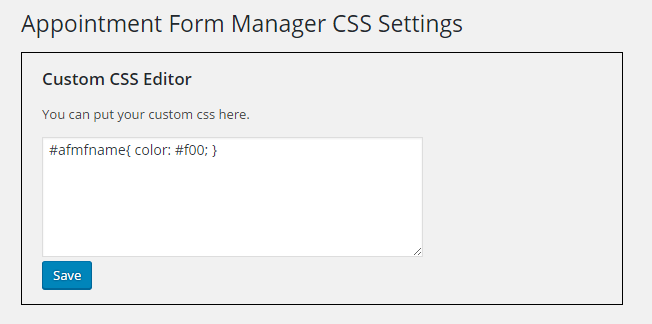 Appointment Form Manager CSS Settings
Custom CSS Editor
You can put your custom css here.
#afmfname{ color: #f00; }
Save